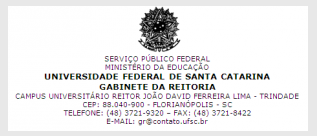 SERVIÇO PÚBLICO FEDERAL
MINISTÉRIO DA EDUCAÇÃO
UNIVERSIDADE FEDERAL DE SANTA CATARINA
GABINETE DA REITORIA
CAMPUS UNIVERSITÁRIO REITOR JOÃO DAVID FERREIRA LIMA - TRINDADE
CEP: 88.040-900 - FLORIANÓPOLIS - SC
TELEFONE: (48) 3721-9320 – FAX: (48) 3721-8422
E-MAIL: gr@contato.ufsc.br